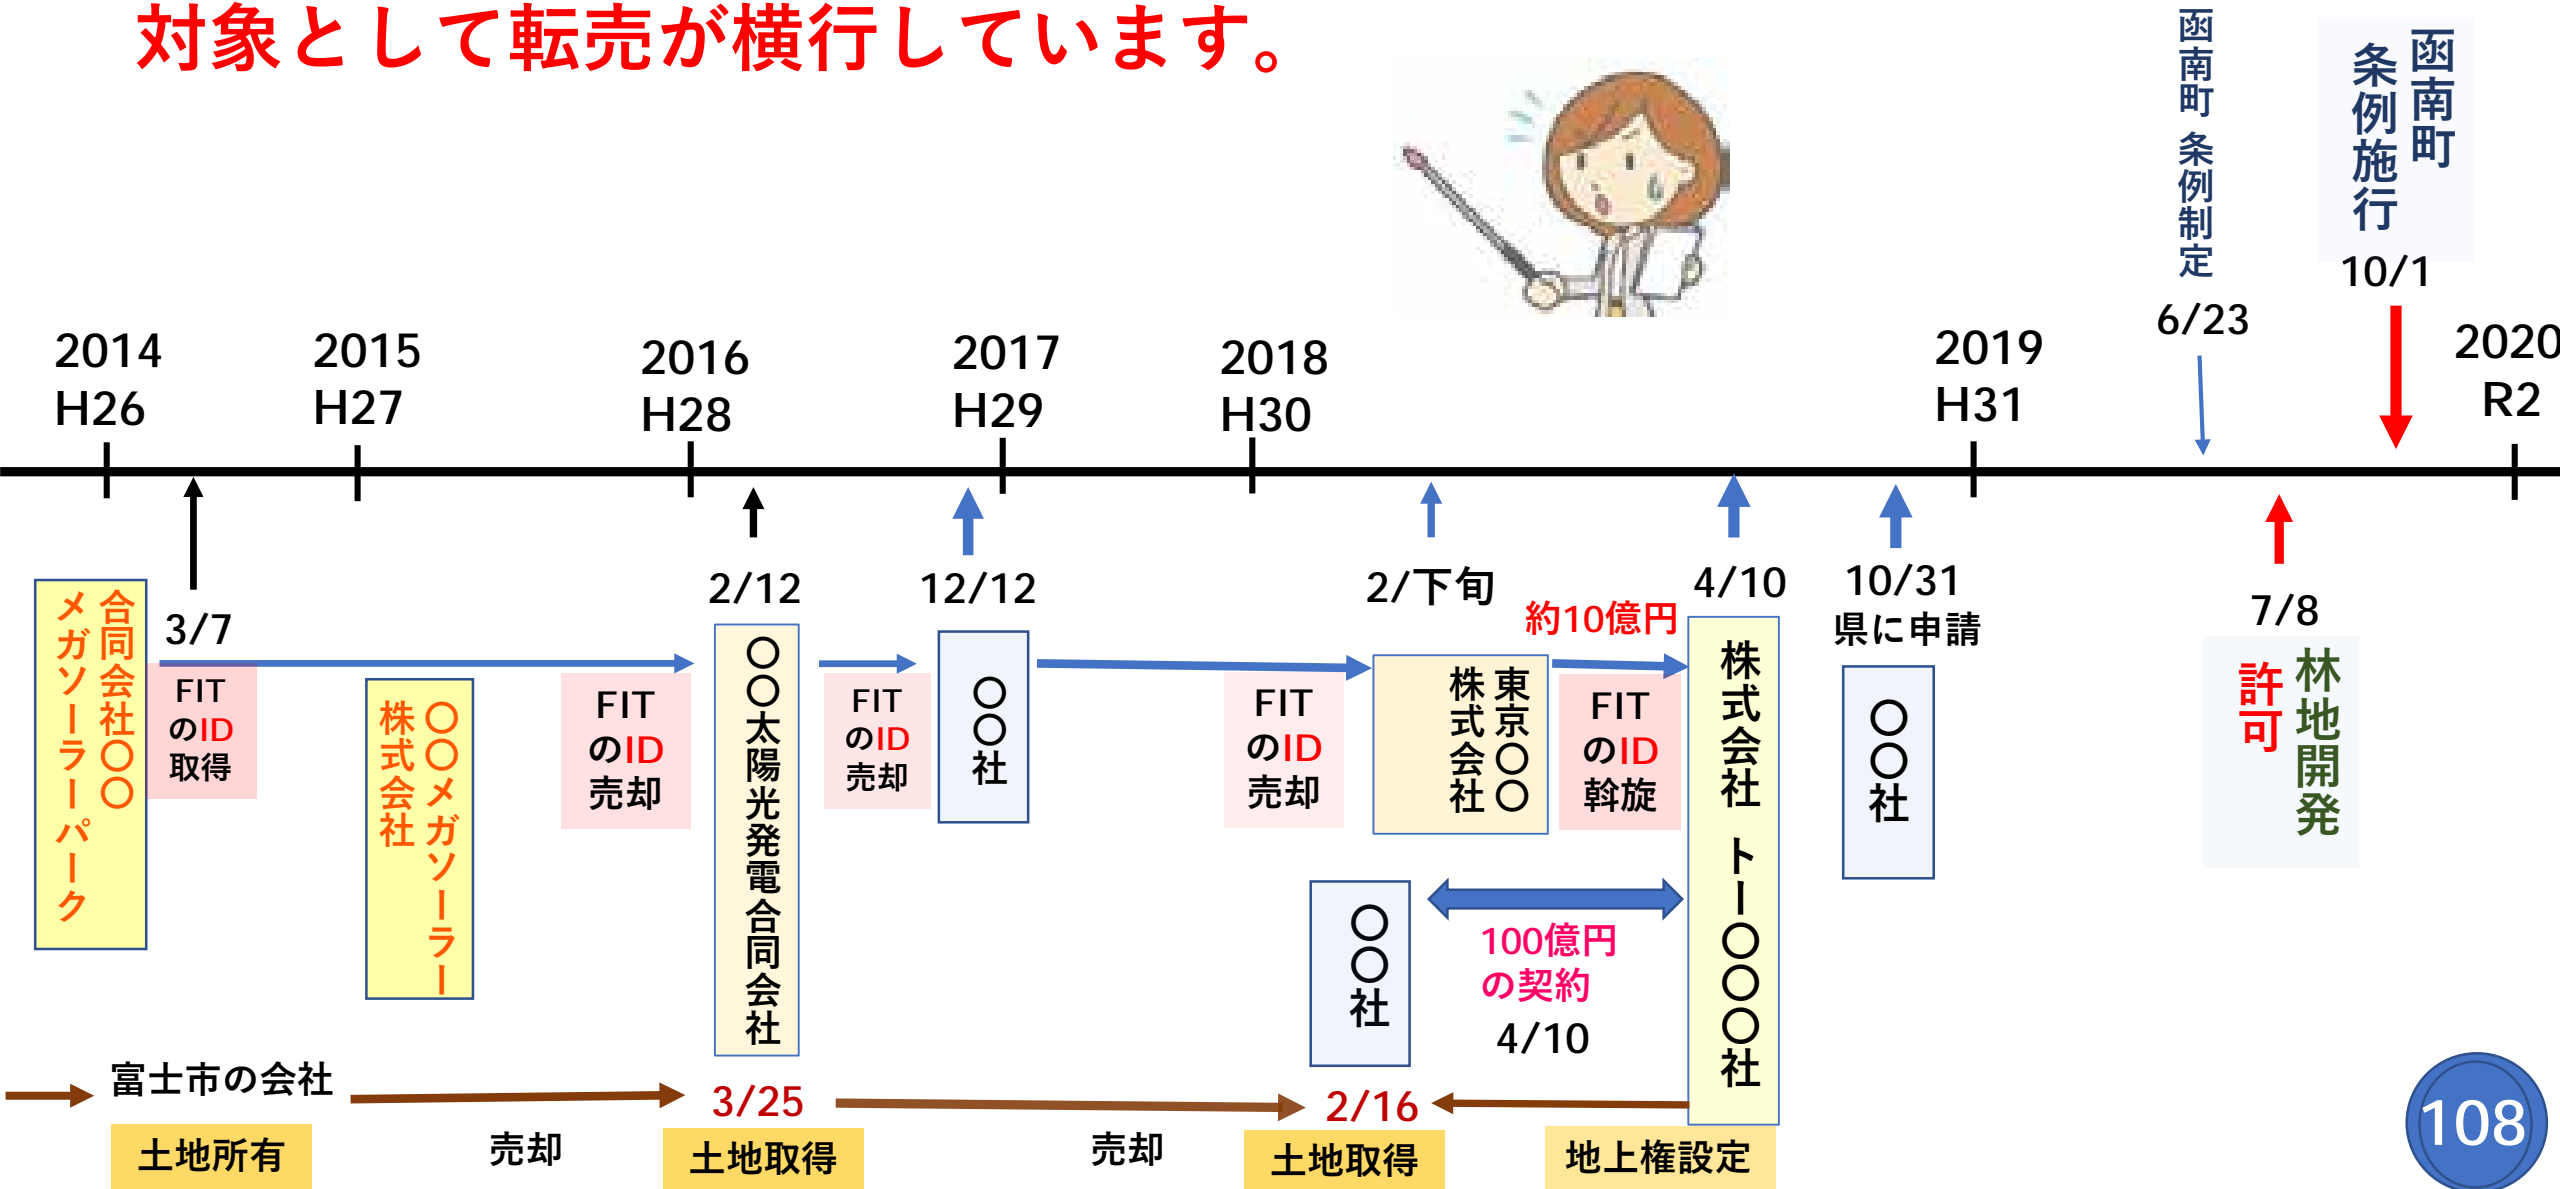 対象として転売が横行しています。
函南町 条例制定
6/23
函南町
条例施行
10/1
2014
H26
2015
H27
2016
H28
2017
H29
2018
H30
2019
H31
2020
R2
合同会社〇〇
メガソーラーパーク
3/7
FIT
のID
取得
〇〇メガソーラー
株式会社
FIT
のID
売却
2/12
〇〇太陽光発電合同会社
FIT
のID
売却
12/12
〇〇社
FIT
のID
売却
2/下旬
東京〇〇
株式会社
約10億円
FIT
のID
斡旋
4/10
株式会社 トー〇〇〇社
10/31
県に申請
〇〇社
7/8
林地開発
許可
〇〇社
100億円
の契約
4/10
富士市の会社
土地所有
売却
3/25
土地取得
売却
2/16
土地取得
地上権設定
108